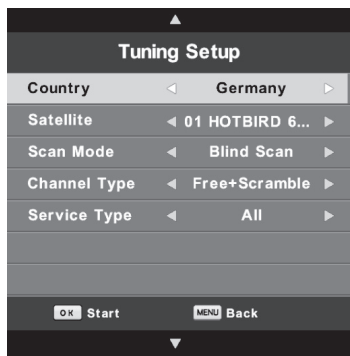 Tuning Setup
Country Germany
Satellite 01 HOTBIRD 6...
Scan Mode Blind Scan
Channel Type Free+Scramble
Service Type All
OK Start MENU Back